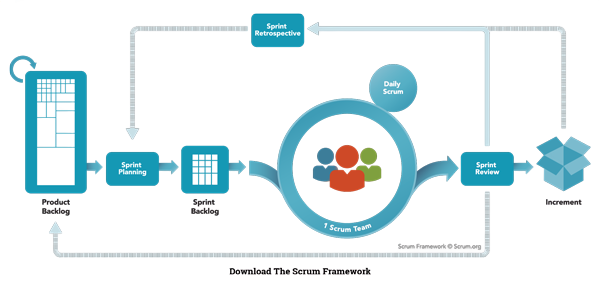 Sprint
Retrospective
Daily
Scrum
Sprint
Planning
Sprint
Review
Product
Backlog
Sprint
Backlog
1 Scrum Team
Increment
Scrum Framework © Scrum.org
Download The Scrum Framework